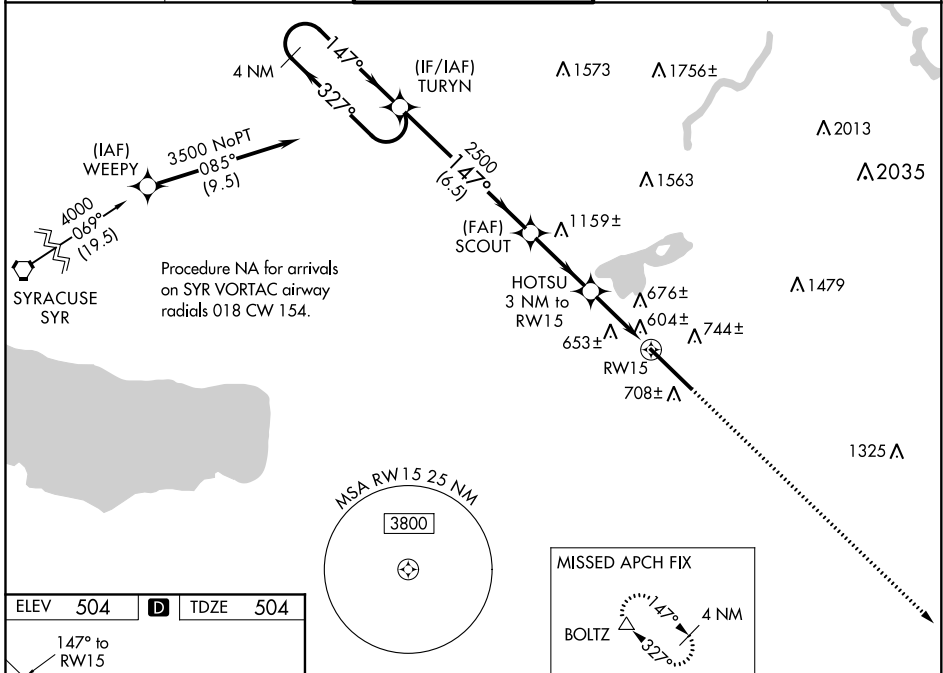 147°
4 NM
327°
(IF/IAF)
TURYN
1573
1756±
2013
2035
(IAF)
WEEPY
3500 NoPT
085°
(9.5)
2500
147°
(6.5)
1563
4000
069°
(19.5)
(FAF)
SCOUT
1159±
SYRACUSE
SYR
Procedure NA for arrivals
on SYR VORTAC airway
radials 018 CW 154.
HOTSU
3 NM to
RW15
676±
1479
604±
653±
744±
RW15
708±
1325
MSA RW15 25 NM
3800
MISSED APCH FIX
147°
4 NM
BOLTZ
327°
ELEV 504 D TDZE 504
147° to
RW15